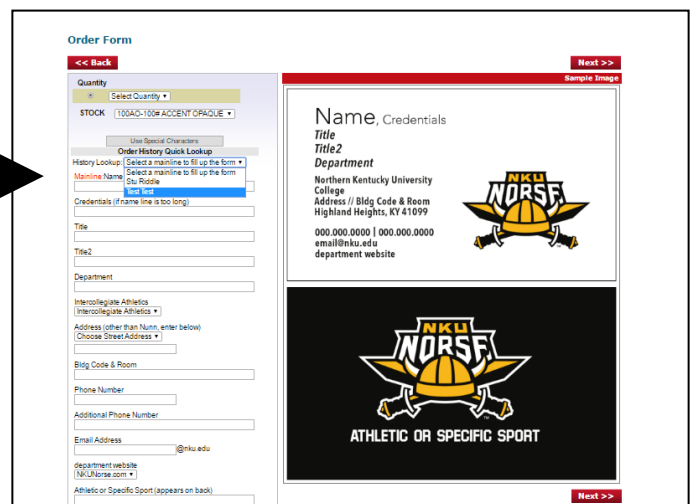 Order Form
<< Back
Next >>
Sample Image
Quantity
Select Quantity
STOCK 100AO-100# ACCENT OPAQUE
Use Special Characters
Order History Quick Lookup
History Lookup: Select a mainline to fill up the form
Select a mainline to fill up the form
Stu Riddle
Test Test
Mainline Name
Credentials (if name line is too long)
Title
Title2
Department
Intercollegiate Athletics
Intercollegiate Athletics
Address (other than Nunn, enter below)
Choose Street Address
Bldg Code & Room
Phone Number
Additional Phone Number
Email Address
@nku.edu
department website
NKUNorse.com
Athletic or Specific Sport (appears on back)
Name, Credentials
Title
Title2
Department
Northern Kentucky University
College
Address // Bldg Code & Room
Highland Heights, KY 41099
000.000.0000 | 000.000.0000
email@nku.edu
department website
NKU
NORSE
NKU
NORSE
ATHLETIC OR SPECIFIC SPORT
Next >>